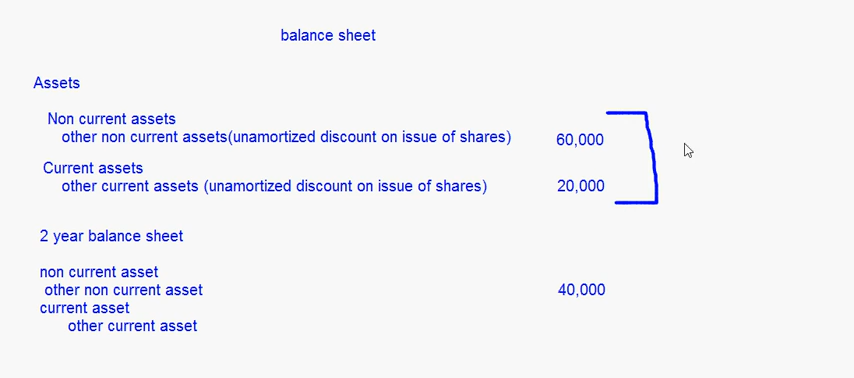 balance sheet
Assets
Non current assets
other non current assets(unamortized discount on issue of shares) 60,000
Current assets
other current assets (unamortized discount on issue of shares) 20,000
2 year balance sheet
non current asset
other non current asset 40,000
current asset
other current asset